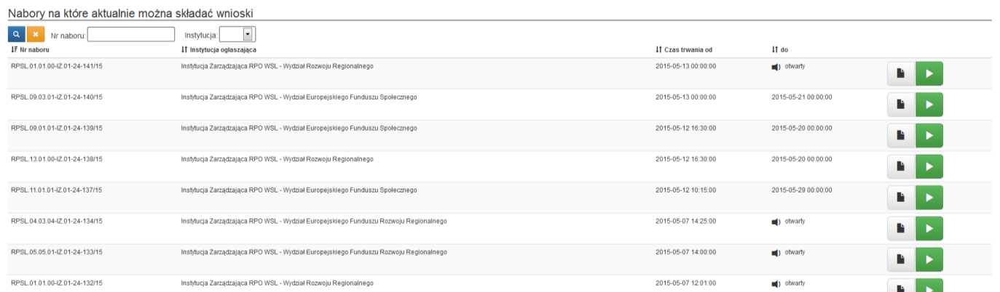 Nabory na które aktualnie można składać wnioski
Nr naboru: Instytucja:
Nr naboru Instytucja ogłaszająca Czas trwania od do
RPSL.01.01.00-IZ.01-24-141/15 Instytucja Zarządzająca RPO WSL - Wydział Rozwoju Regionalnego 2015-05-13 00:00:00 otwarty
RPSL.09.03.01-IZ.01-24-140/15 Instytucja Zarządzająca RPO WSL - Wydział Europejskiego Funduszu Społecznego 2015-05-13 00:00:00 2015-05-21 00:00:00
RPSL.09.01.01-IZ.01-24-139/15 Instytucja Zarządzająca RPO WSL - Wydział Europejskiego Funduszu Społecznego 2015-05-12 16:30:00 2015-05-20 00:00:00
RPSL.13.01.00-IZ.01-24-138/15 Instytucja Zarządzająca RPO WSL - Wydział Rozwoju Regionalnego 2015-05-12 16:30:00 2015-05-20 00:00:00
RPSL.11.01.01-IZ.01-24-137/15 Instytucja Zarządzająca RPO WSL - Wydział Europejskiego Funduszu Społecznego 2015-05-12 10:15:00 2015-05-29 00:00:00
RPSL.04.03.04-IZ.01-24-134/15 Instytucja Zarządzająca RPO WSL - Wydział Europejskiego Funduszu Rozwoju Regionalnego 2015-05-07 14:25:00 otwarty
RPSL.05.05.01-IZ.01-24-133/15 Instytucja Zarządzająca RPO WSL - Wydział Europejskiego Funduszu Rozwoju Regionalnego 2015-05-07 14:00:00 otwarty
RPSL.01.01.00-IZ.01-24-132/15 Instytucja Zarządzająca RPO WSL - Wydział Rozwoju Regionalnego 2015-05-07 12:01:00 otwarty